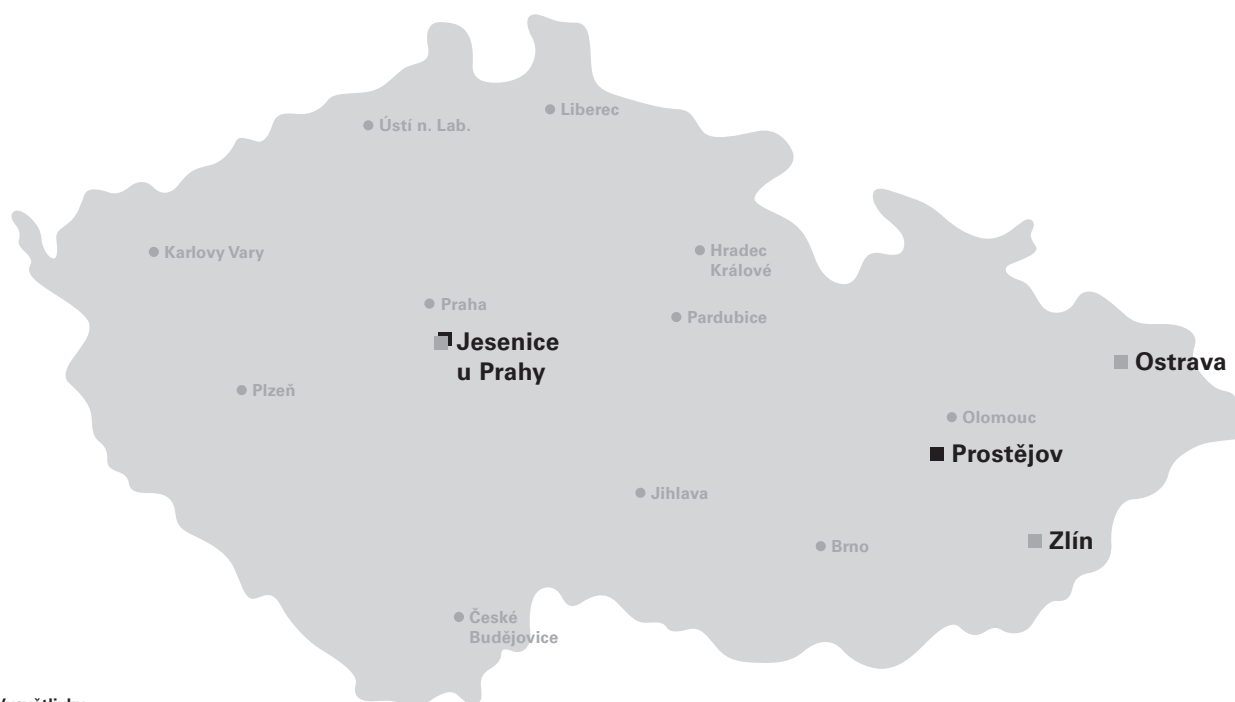 Liberec
Ústí n. Lab.
Karlovy Vary
Hradec
Králové
Praha
Pardubice
Jesenice
u Prahy
Ostrava
Plzeň
Olomouc
Prostějov
Jihlava
Zlín
Brno
České
Budějovice